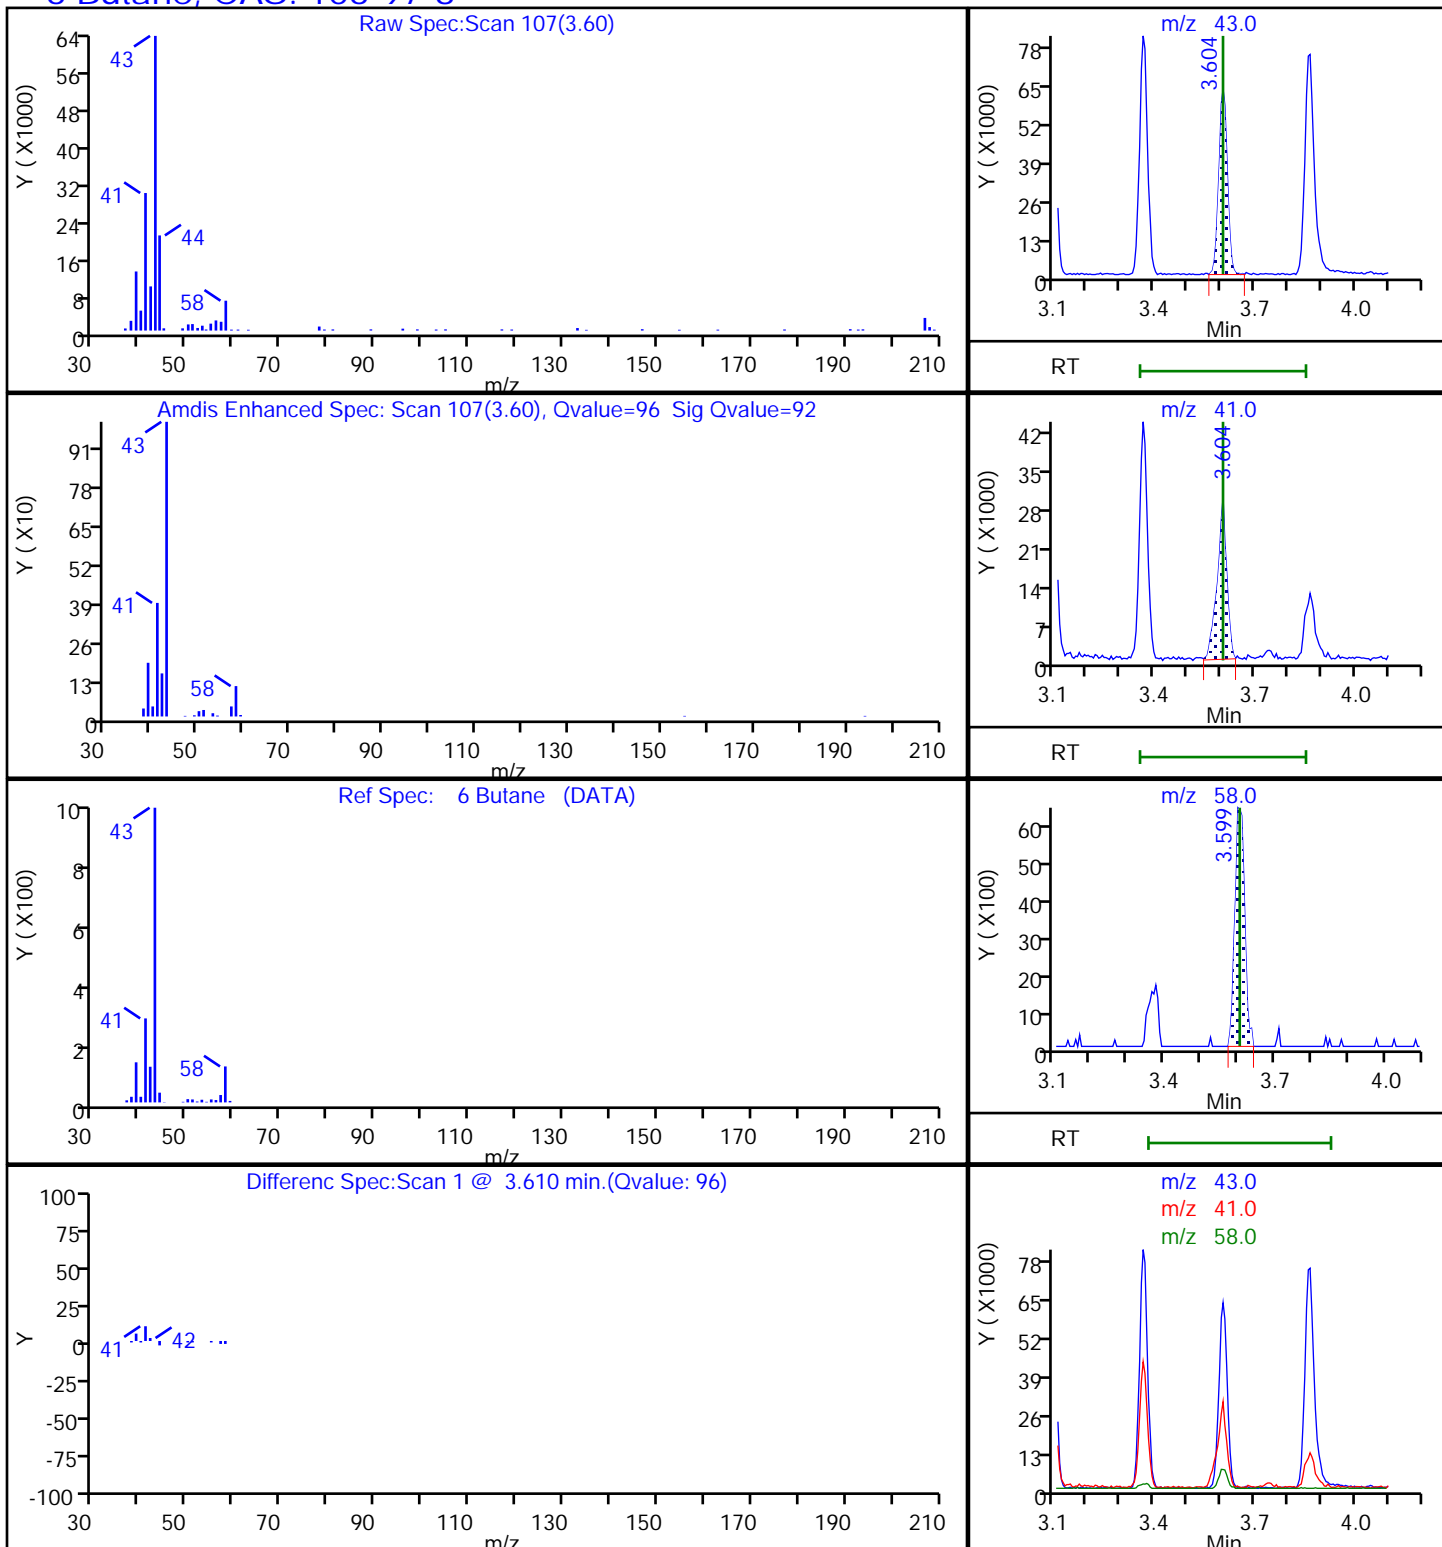 Raw Spec:Scan 107(3.60)
64
56
48
40
32
24
16
8
0
Y ( X1000)
43
41
44
58
30 50 70 90 110 130 150 170 190 210
m/z
m/z 43.0
78
65
52
39
26
13
0
Y ( X1000)
3.604
3.1 3.4 3.7 4.0
Min
RT
Amdis Enhanced Spec: Scan 107(3.60), Qvalue=96 Sig Qvalue=92
91
78
65
52
39
26
13
0
Y ( X10)
43
41
58
30 50 70 90 110 130 150 170 190 210
m/z
m/z 41.0
42
35
28
21
14
7
0
Y ( X1000)
3.604
3.1 3.4 3.7 4.0
Min
RT
Ref Spec: 6 Butane (DATA)
10
8
6
4
2
0
Y ( X100)
43
41
58
30 50 70 90 110 130 150 170 190 210
m/z 58.0
60
50
40
30
20
10
0
Y ( X100)
3.599
3.1 3.4 3.7 4.0
Min
RT
Differenc Spec:Scan 1 @ 3.610 min.(Qvalue: 96)
100
75
50
25
0
-25
-50
-75
-100
Y
41
42
30 50 70 90 110 130 150 170 190 210
m/z
m/z 43.0
m/z 41.0
m/z 58.0
78
65
52
39
26
13
0
Y ( X1000)
3.1 3.4 3.7 4.0
Min